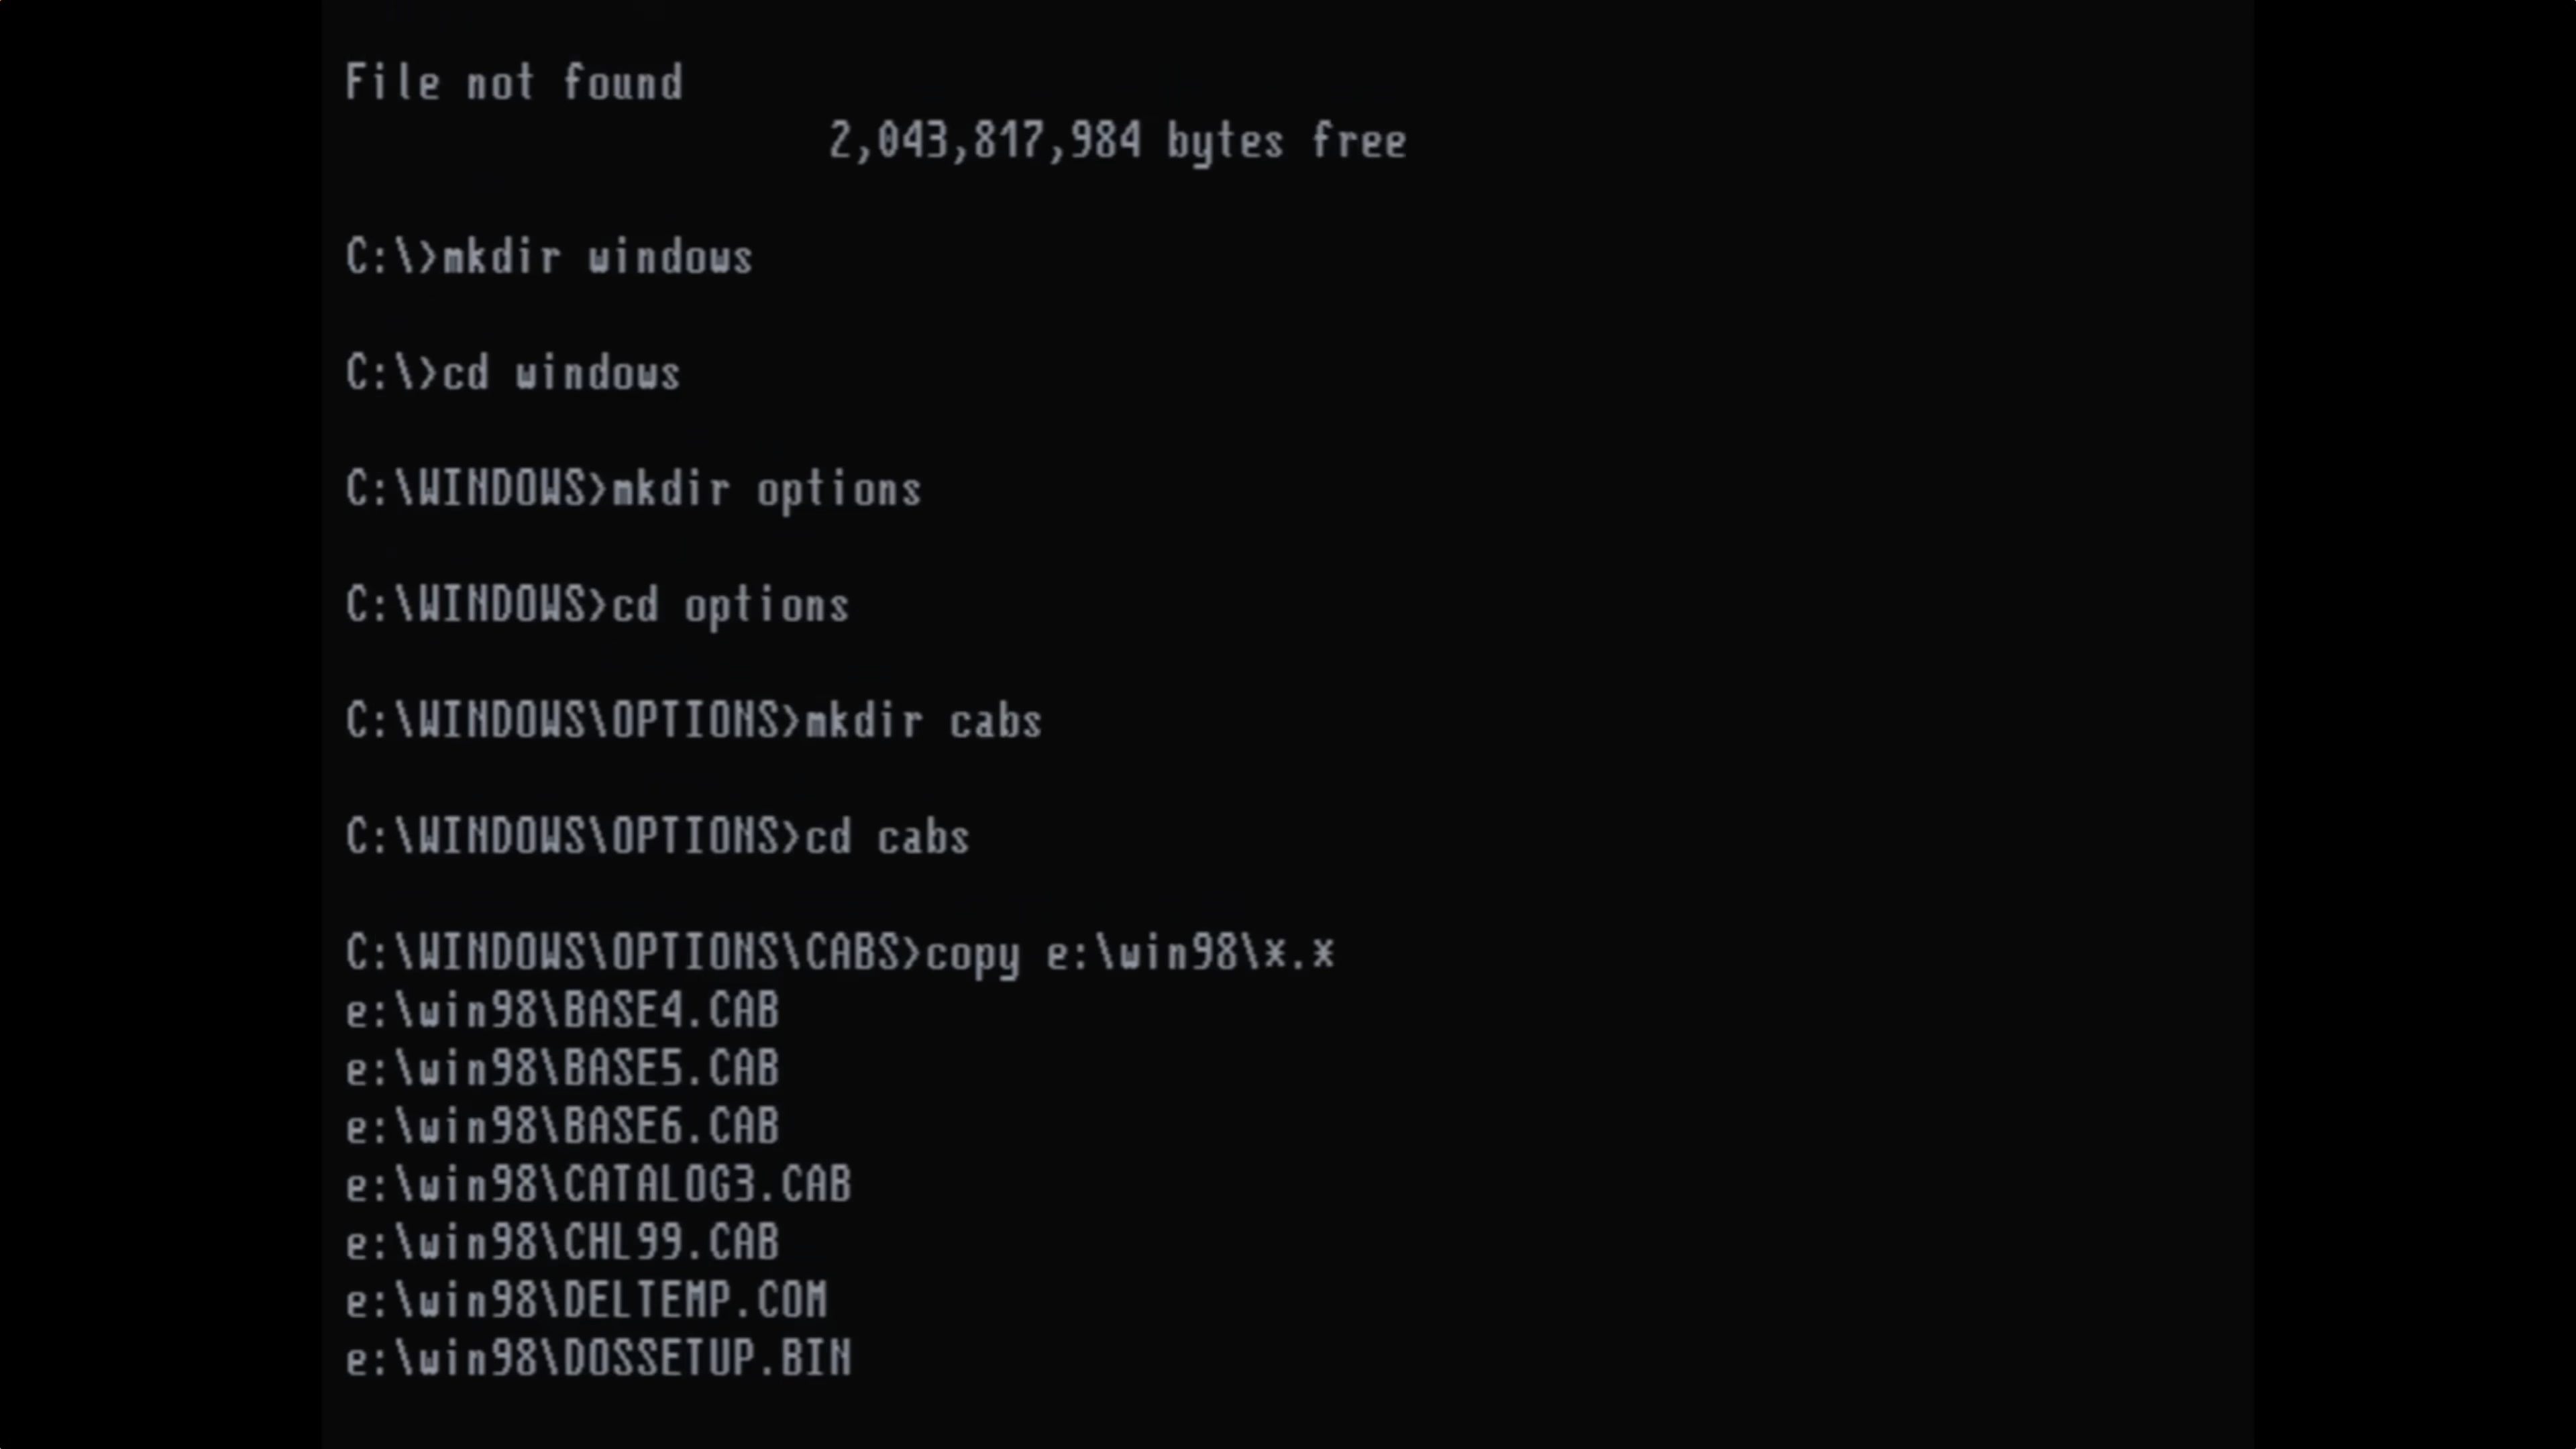 File not found
2,043,817,984 bytes free
C:\>mkdir windows
C:\>cd windows
C:\WINDOWS>mkdir options
C:\WINDOWS>cd options
C:\WINDOWS\OPTIONS>mkdir cabs
C:\WINDOWS\OPTIONS>cd cabs
C:\WINDOWS\OPTIONS\CABS>copy e:\win98\*.*
e:\win98\BASE4.CAB
e:\win98\BASE5.CAB
e:\win98\BASE6.CAB
e:\win98\CATALOG3.CAB
e:\win98\CHL99.CAB
e:\win98\DELTEMP.COM
e:\win98\DOSSETUP.BIN